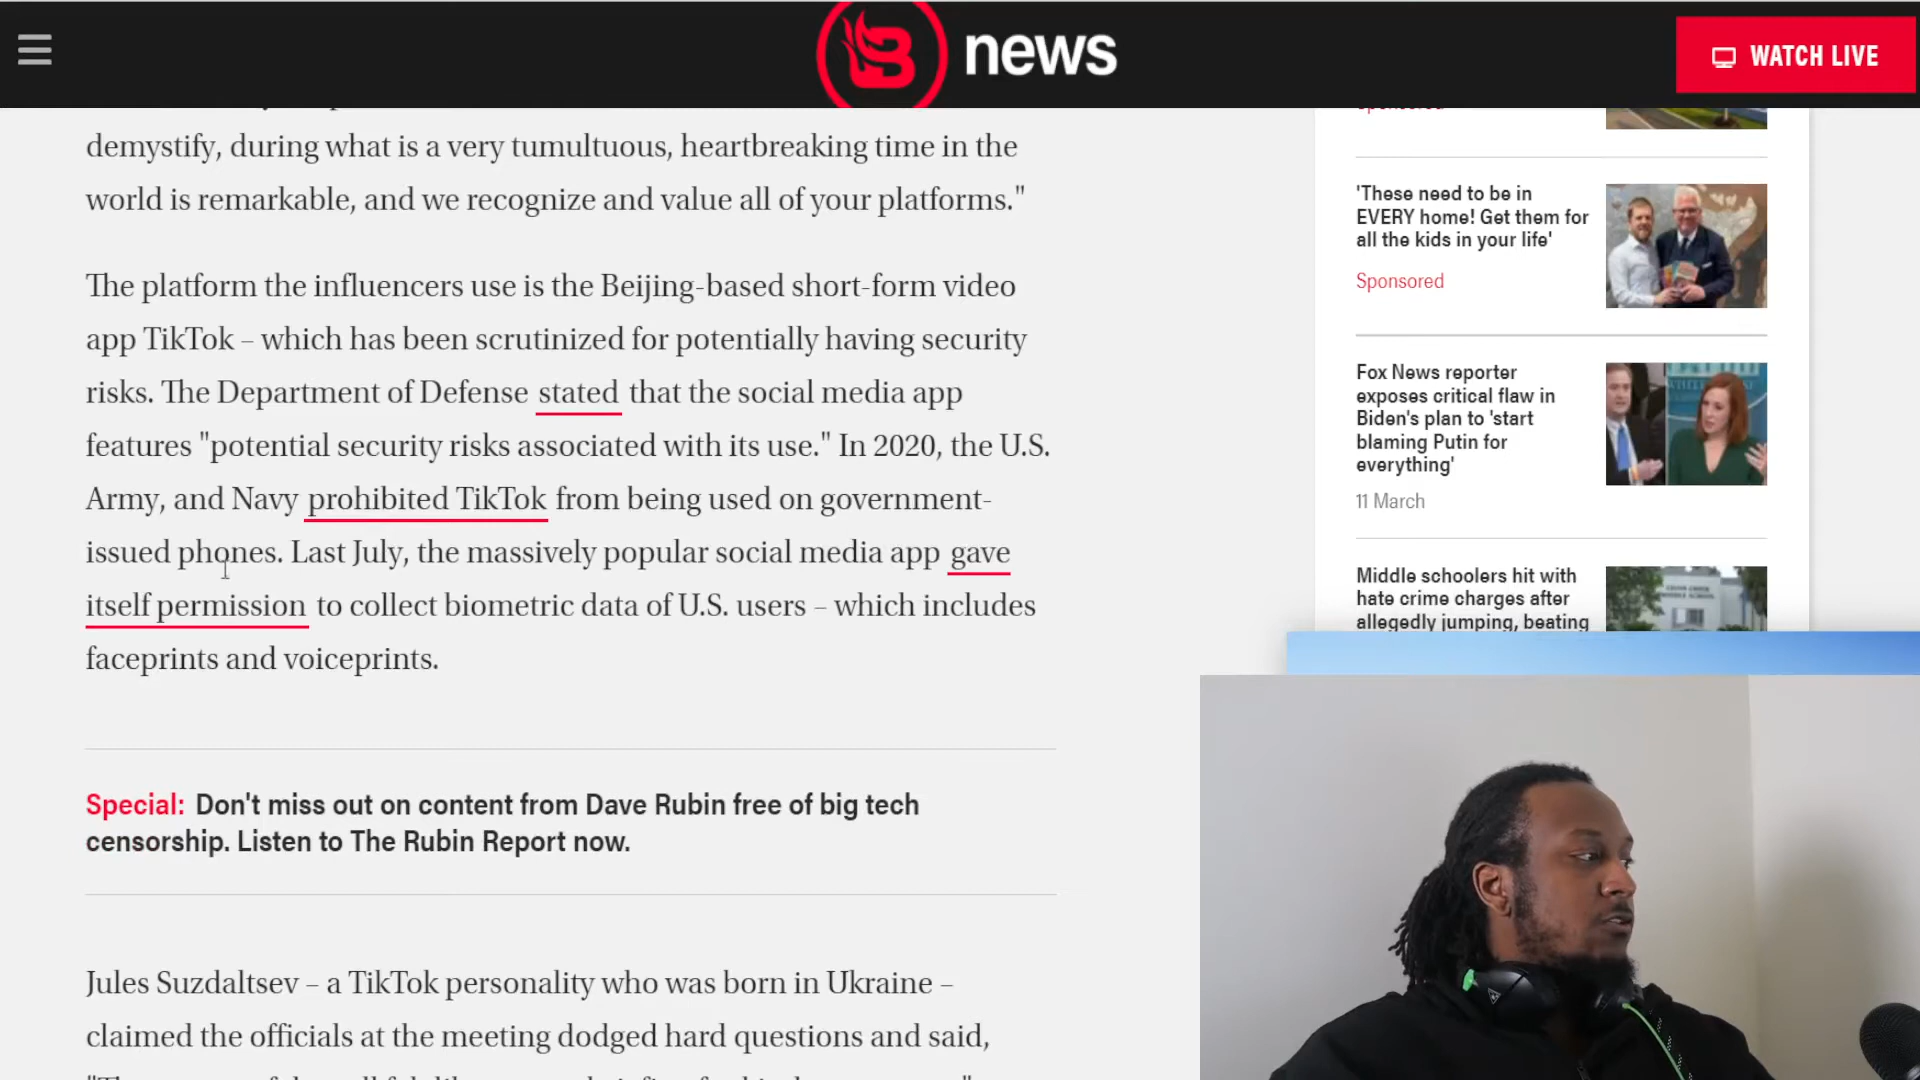 news
WATCH LIVE
demystify, during what is a very tumultuous, heartbreaking time in the
world is remarkable, and we recognize and value all of your platforms."
The platform the influencers use is the Beijing-based short-form video
app TikTok – which has been scrutinized for potentially having security
risks. The Department of Defense stated that the social media app
features "potential security risks associated with its use." In 2020, the U.S.
Army, and Navy prohibited TikTok from being used on government-
issued phones. Last July, the massively popular social media app gave
itself permission to collect biometric data of U.S. users – which includes
faceprints and voiceprints.
Special: Don't miss out on content from Dave Rubin free of big tech
censorship. Listen to The Rubin Report now.
Jules Suzdaltsev – a TikTok personality who was born in Ukraine –
claimed the officials at the meeting dodged hard questions and said,
'These need to be in
EVERY home! Get them for
all the kids in your life'
Sponsored
Fox News reporter
exposes critical flaw in
Biden's plan to 'start
blaming Putin for
everything'
11 March
Middle schoolers hit with
hate crime charges after
allegedly jumping, beating